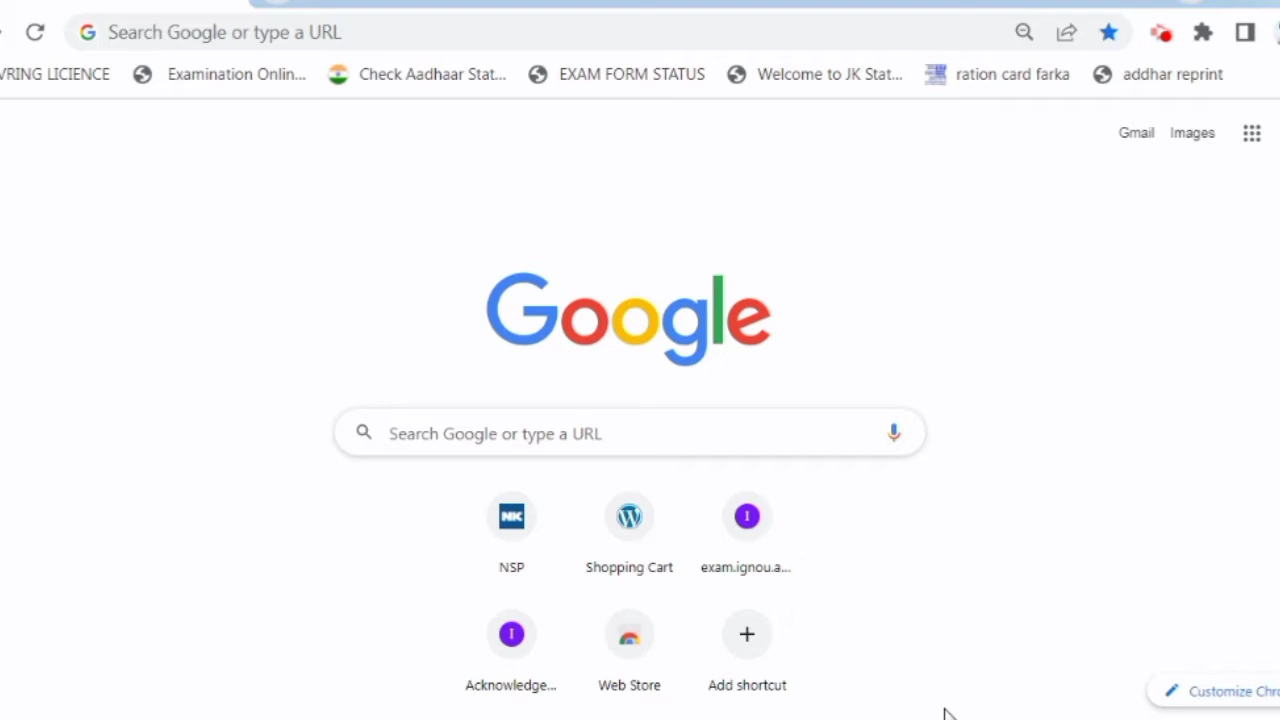 Search Google or type a URL
VRING LICIENCE Examination Onlin... Check Aadhaar Stat... EXAM FORM STATUS Welcome to JK Stat... ration card farka addhar reprint
Gmail Images
Google
Search Google or type a URL
NK
I
NSP Shopping Cart exam.ignou.a...
I
Acknowledge... Web Store Add shortcut
Customize Chro